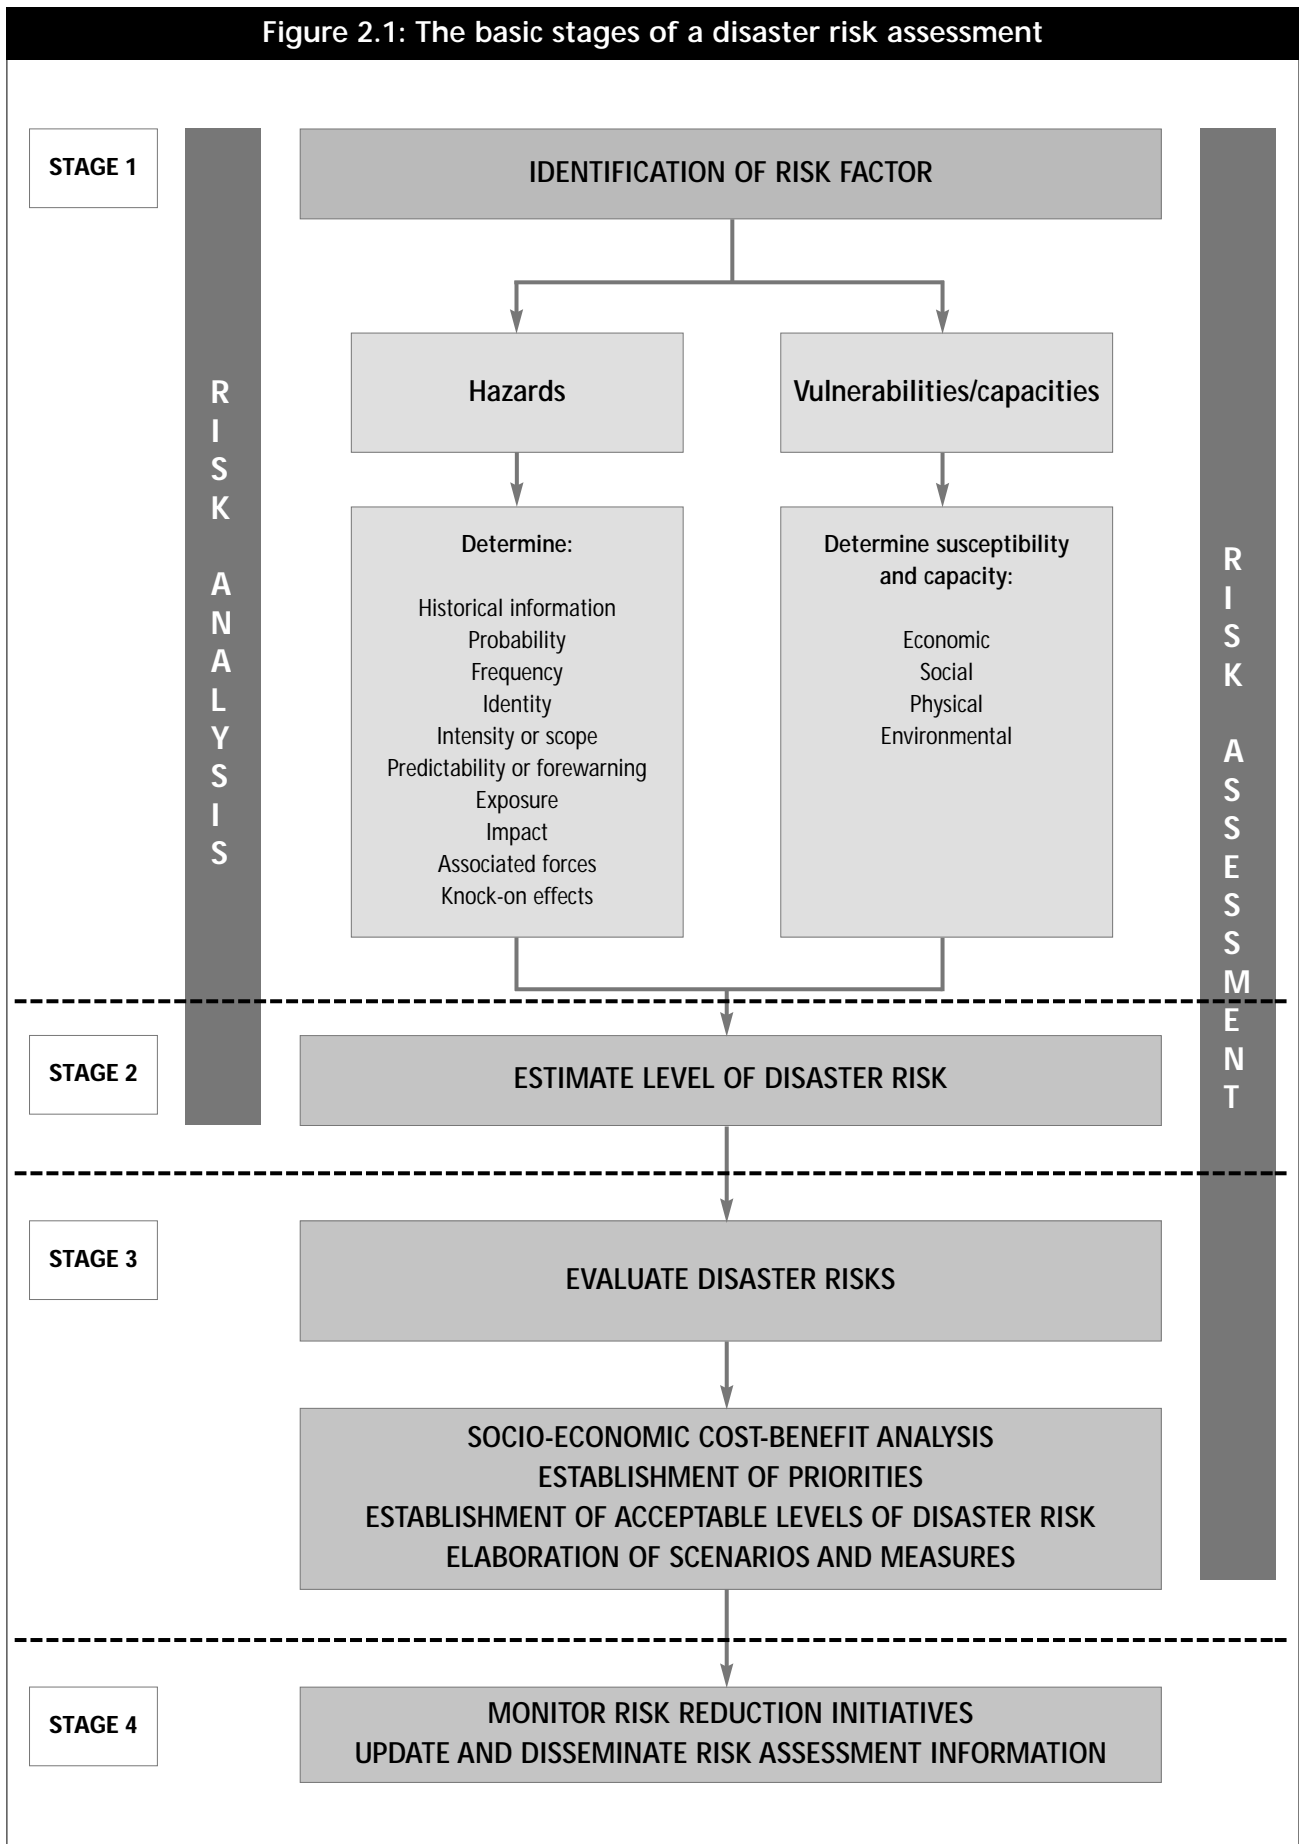 Figure 2.1: The basic stages of a disaster risk assessment
STAGE 1
IDENTIFICATION OF RISK FACTOR
RISK ANALYSIS
RISK ASSESSMENT
Hazards
Vulnerabilities/capacities
Determine:
Historical information
Probability
Frequency
Identity
Intensity or scope
Predictability or forewarning
Exposure
Impact
Associated forces
Knock-on effects
Determine susceptibility
and capacity:
Economic
Social
Physical
Environmental
STAGE 2
ESTIMATE LEVEL OF DISASTER RISK
STAGE 3
EVALUATE DISASTER RISKS
SOCIO-ECONOMIC COST-BENEFIT ANALYSIS
ESTABLISHMENT OF PRIORITIES
ESTABLISHMENT OF ACCEPTABLE LEVELS OF DISASTER RISK
ELABORATION OF SCENARIOS AND MEASURES
STAGE 4
MONITOR RISK REDUCTION INITIATIVES
UPDATE AND DISSEMINATE RISK ASSESSMENT INFORMATION